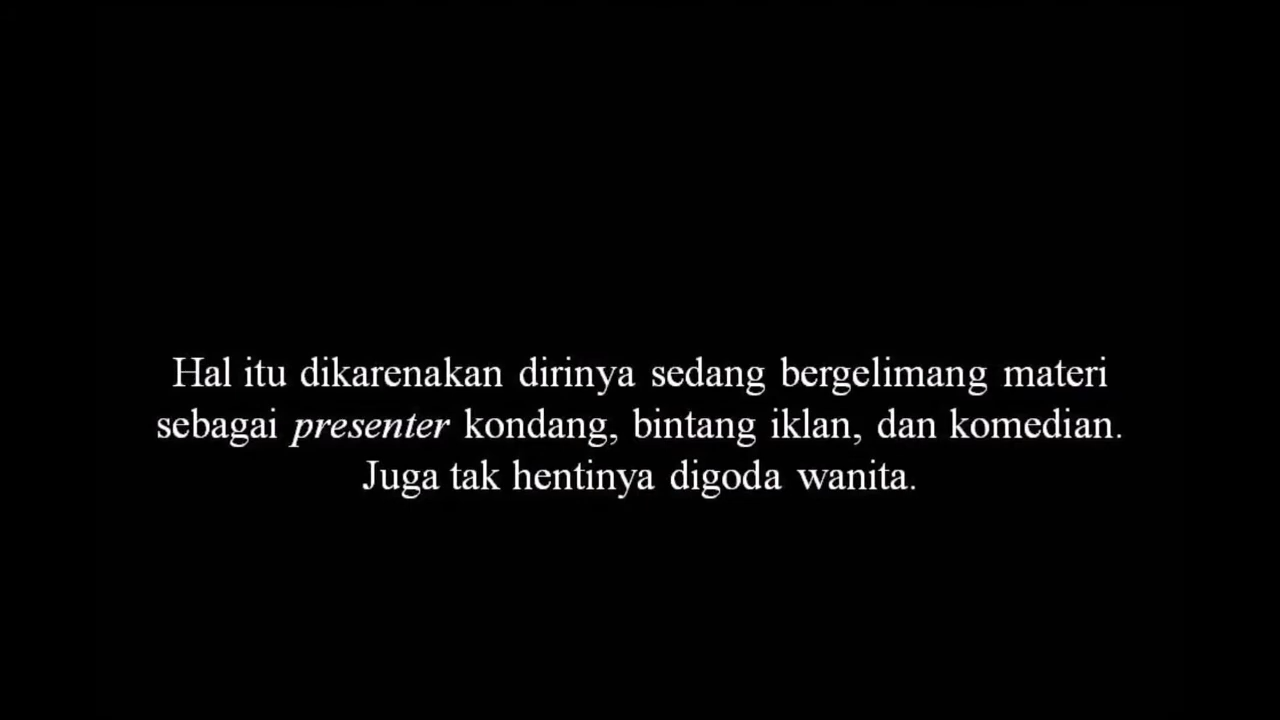 Hal itu dikarenakan dirinya sedang bergelimang materi
sebagai presenter kondang, bintang iklan, dan komedian.
Juga tak hentinya digoda wanita.